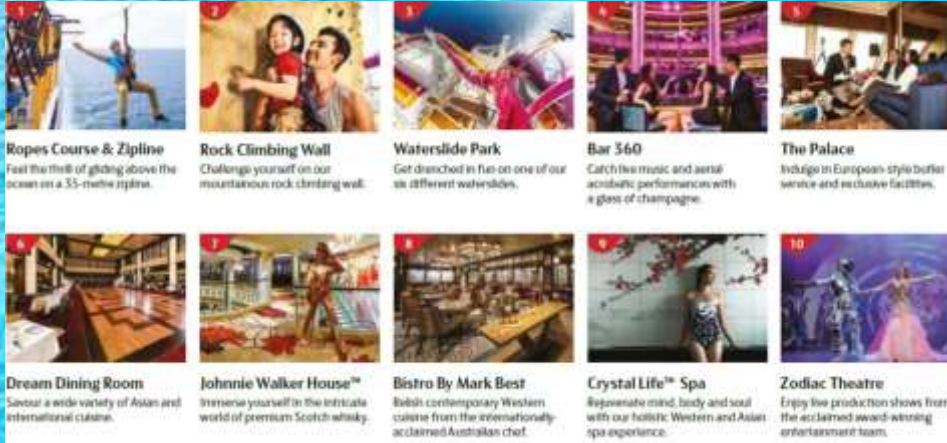 1
2
3
4
5
Ropes Course & Zipline
Feel the thrill of gliding above the
ocean on a 35-metre zipline.
Rock Climbing Wall
Challenge yourself on our
mountainous rock climbing wall.
Waterslide Park
Get drenched in fun on one of our
six different waterslides.
Bar 360
Catch live music and aerial
acrobatic performances with
a glass of champagne.
The Palace
Indulge in European-style butler
service and exclusive facilities.
6
7
8
9
10
Dream Dining Room
Savour a wide variety of Asian and
international cuisine.
Johnnie Walker House™
Immerse yourself in the intricate
world of premium Scotch whisky.
Bistro By Mark Best
Relish contemporary Western
cuisine from the internationally-
acclaimed Australian chef.
Crystal Life™ Spa
Rejuvenate mind, body and soul
with our holistic Western and Asian
spa experience.
Zodiac Theatre
Enjoy live production shows from
the acclaimed award-winning
entertainment team.